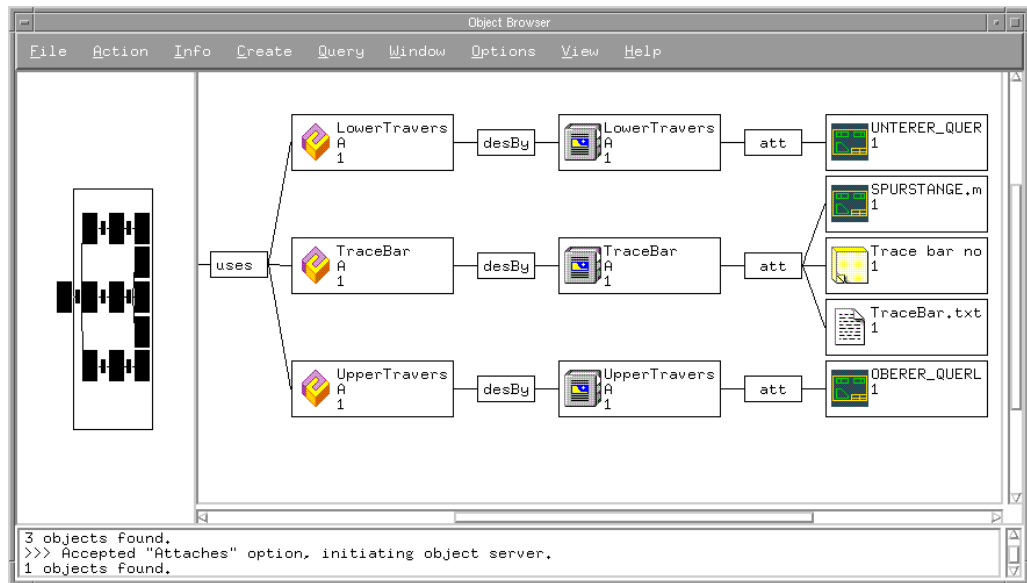 Object Browser
File Action Info Create Query Window Options View Help
LowerTravers
A
1
desBy
LowerTravers
A
1
att
UNTERER_QUER
1
SPURSTANGE.m
1
uses
TraceBar
A
1
desBy
TraceBar
A
1
att
Trace bar no
1
TraceBar.txt
1
UpperTravers
A
1
desBy
UpperTravers
A
1
att
OBERER_QUERL
1
3 objects found.
>>> Accepted "Attaches" option, initiating object server.
1 objects found.